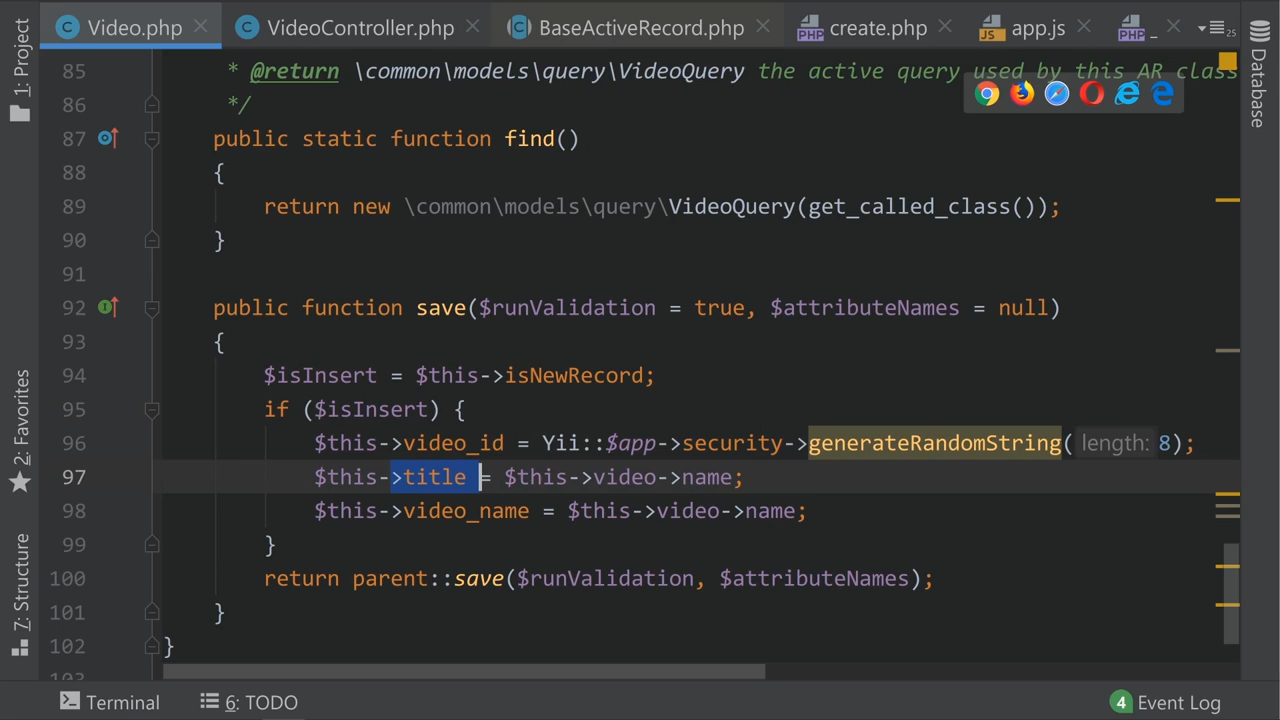 Video.php
VideoController.php
BaseActiveRecord.php
create.php
app.js
_
25
1: Project
2: Favorites
7: Structure
Database
85 * @return \common\models\query\VideoQuery the active query used by this AR class
86 */
87 public static function find()
88 {
89 return new \common\models\query\VideoQuery(get_called_class());
90 }
91
92 public function save($runValidation = true, $attributeNames = null)
93 {
94 $isInsert = $this->isNewRecord;
95 if ($isInsert) {
96 $this->video_id = Yii::$app->security->generateRandomString( length: 8);
97 $this->title = $this->video->name;
98 $this->video_name = $this->video->name;
99 }
100 return parent::save($runValidation, $attributeNames);
101 }
102 }
Terminal
6: TODO
4 Event Log